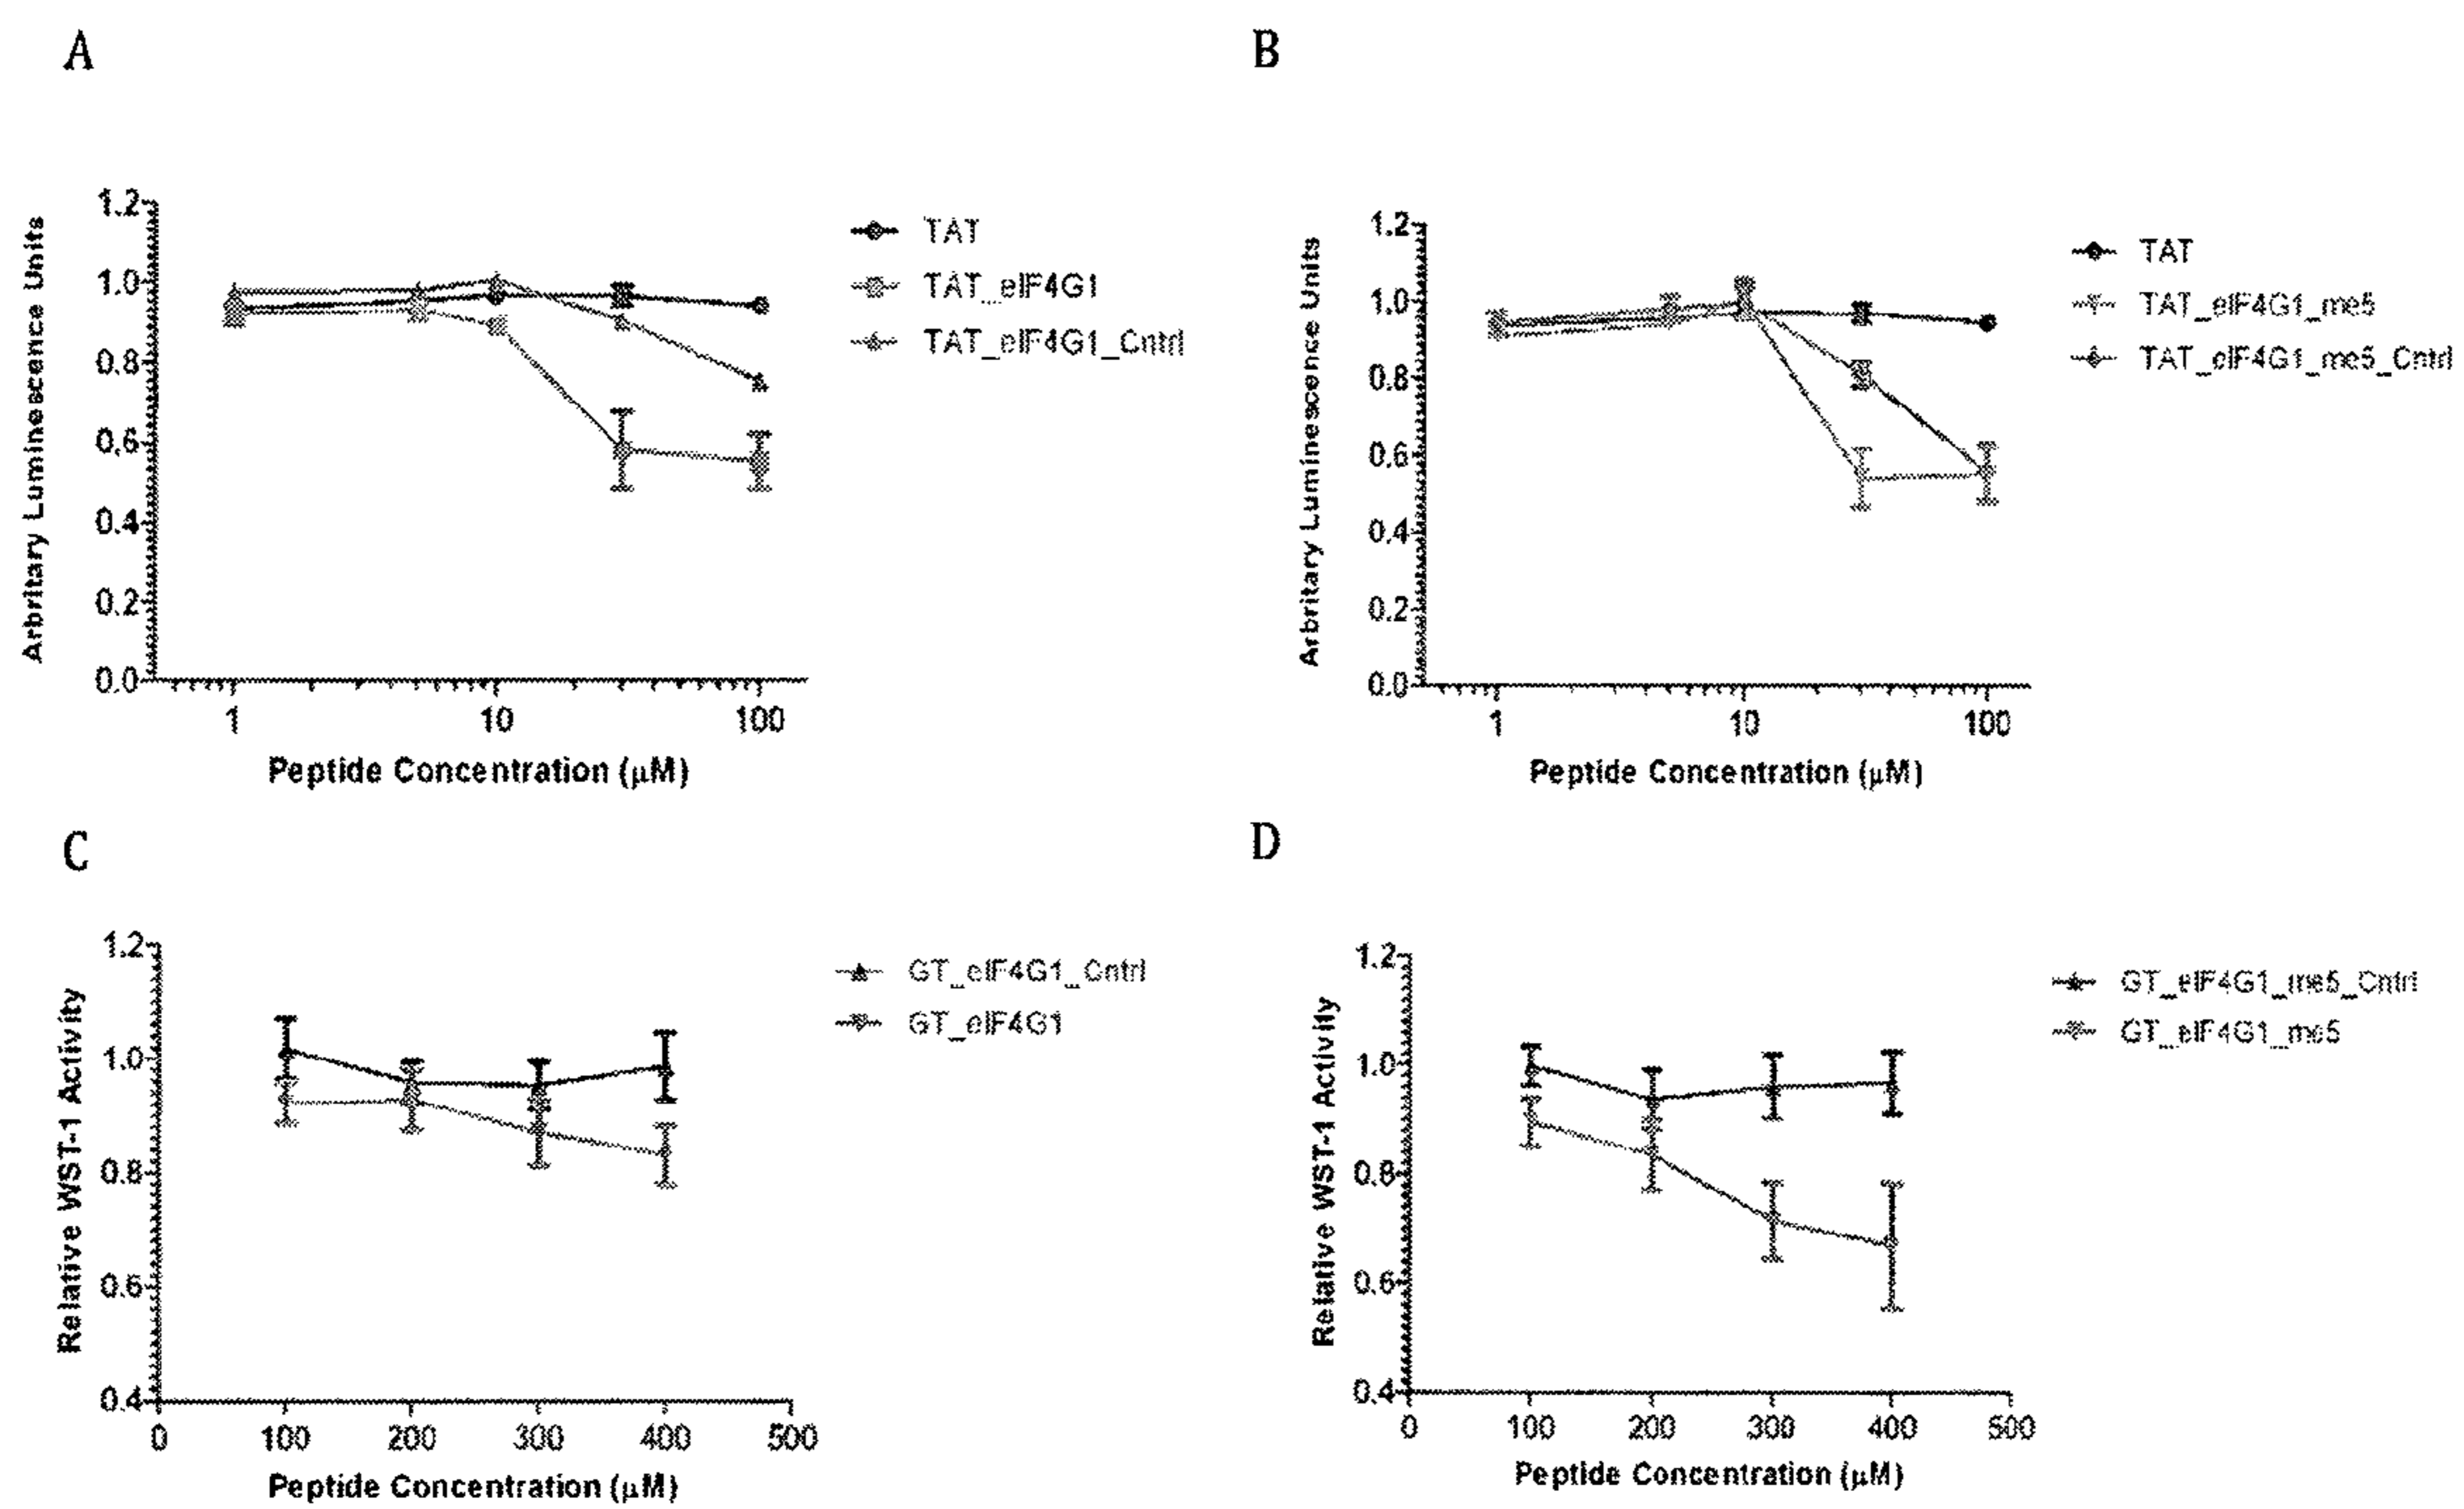 A
Arbritary Luminescence Units
1.2
1.0
0.8
0.6
0.4
0.2
0.0
1 10 100
Peptide Concentration (μM)
TAT
TAT_eIF4G1
TAT_eIF4G1_Cntrl
B
Arbritary Luminescence Units
1.2
1.0
0.8
0.6
0.4
0.2
0.0
1 10 100
Peptide Concentration (μM)
TAT
TAT_eIF4G1_me5
TAT_eIF4G1_me5_Cntrl
C
Relative WST-1 Activity
1.2
1.0
0.8
0.6
0.4
0 100 200 300 400 500
Peptide Concentration (μM)
GT_eIF4G1_Cntrl
GT_eIF4G1
D
Relative WST-1 Activity
1.2
1.0
0.8
0.6
0.4
0 100 200 300 400 500
Peptide Concentration (μM)
GT_eIF4G1_me5_Cntrl
GT_eIF4G1_me5